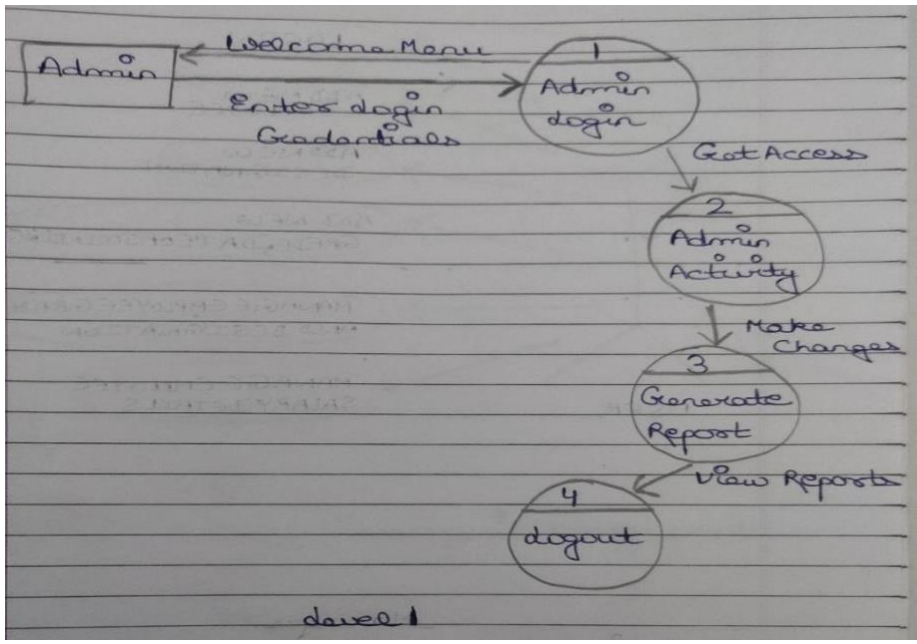 Welcome Menu
Admin
Enter Login
Credentials
1
Admin
Login
Got Access
2
Admin
Activity
Make
Changes
3
Generate
Report
View Reports
4
Logout
Level 1